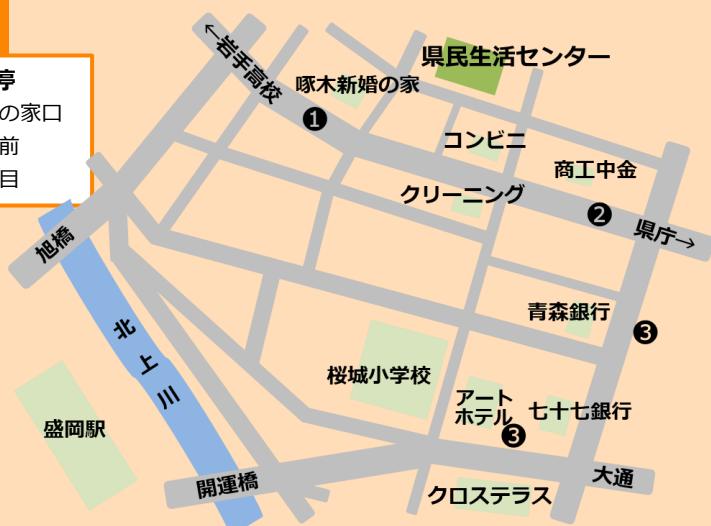 亭
の家口
前
目
←岩手高校
啄木新婚の家
県民生活センター
❶
コンビニ
商工中金
クリーニング
❷
県庁→
旭橋
青森銀行
❸
北上川
桜城小学校
アート
ホテル
❸
七十七銀行
盛岡駅
開運橋
大通
クロステラス